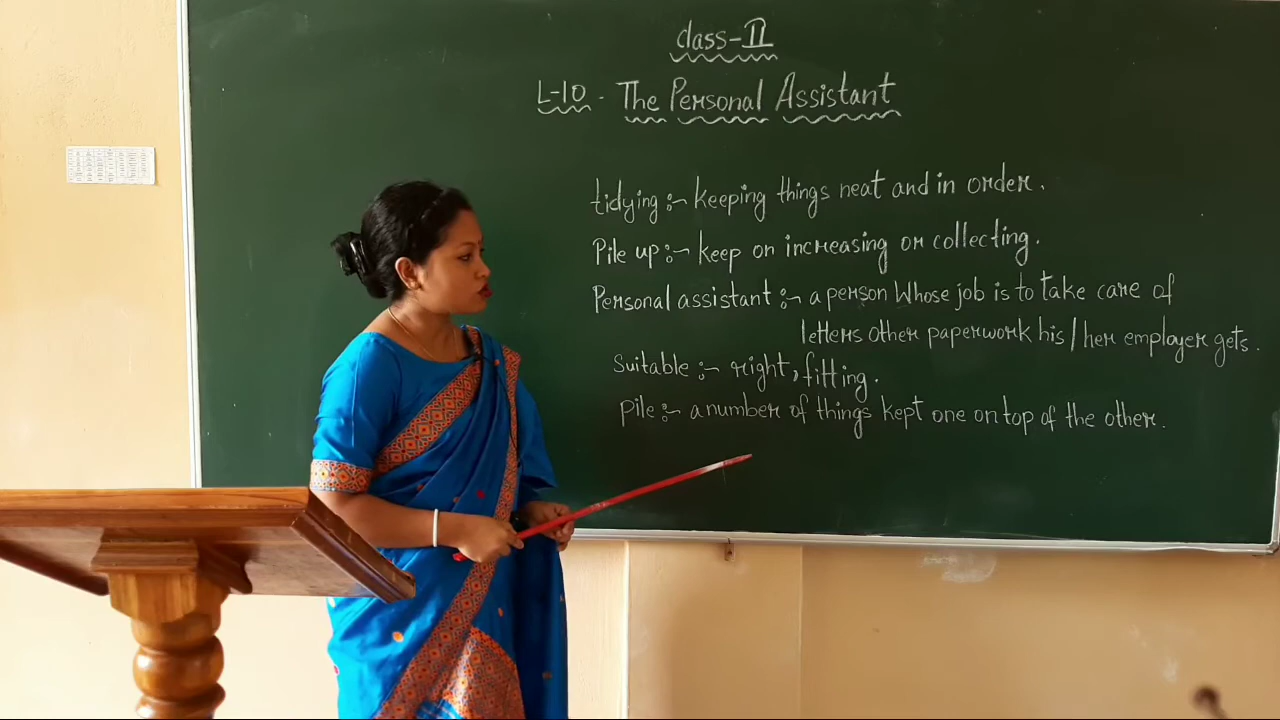 class-II
L-10. The Personal Assistant
tidying :- keeping things neat and in order.
Pile up :- keep on increasing or collecting.
Personal assistant :- a person Whose job is to take care of
letters other paperwork his/her employer gets.
Suitable :- right, fitting.
pile :- a number of things kept one on top of the other.